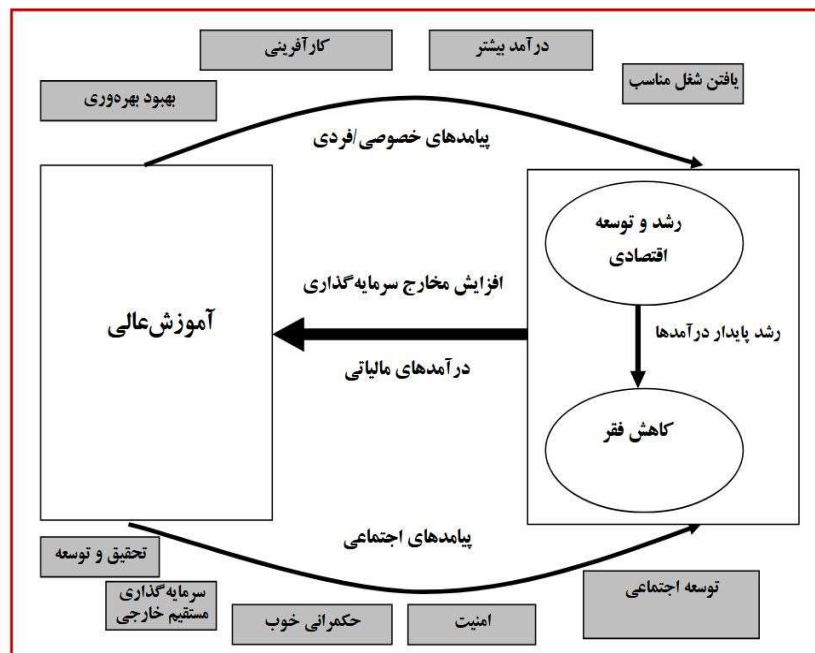 کارآفرینی
درآمد بیشتر
یافتن شغل مناسب
بهبود بهره‌وری
پیامدهای خصوصی/فردی
رشد و توسعه
اقتصادی
افزایش مخارج سرمایه‌گذاری
آموزش‌عالی
رشد پایدار درآمدها
درآمدهای مالیاتی
کاهش فقر
پیامدهای اجتماعی
تحقیق و توسعه
سرمایه‌گذاری
مستقیم خارجی
حکمرانی خوب
امنیت
توسعه اجتماعی